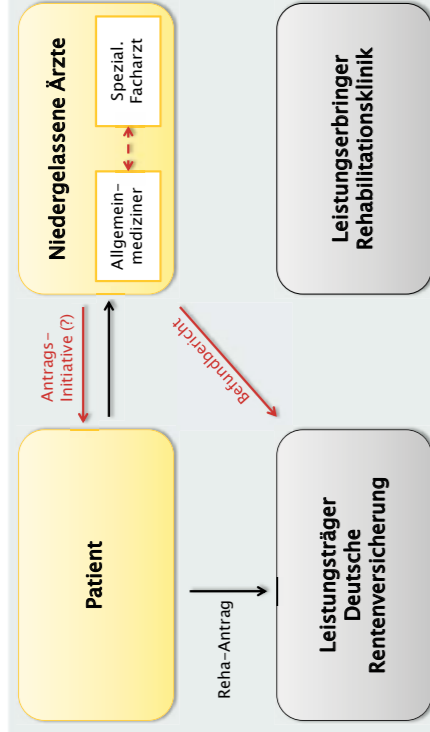 Patient
Antrags-
Initiative (?)
Niedergelassene Ärzte
Allgemein-
mediziner
Spezial.
Facharzt
Reha-Antrag
Befundbericht
Leistungsträger
Deutsche
Rentenversicherung
Leistungserbringer
Rehabilitationsklinik